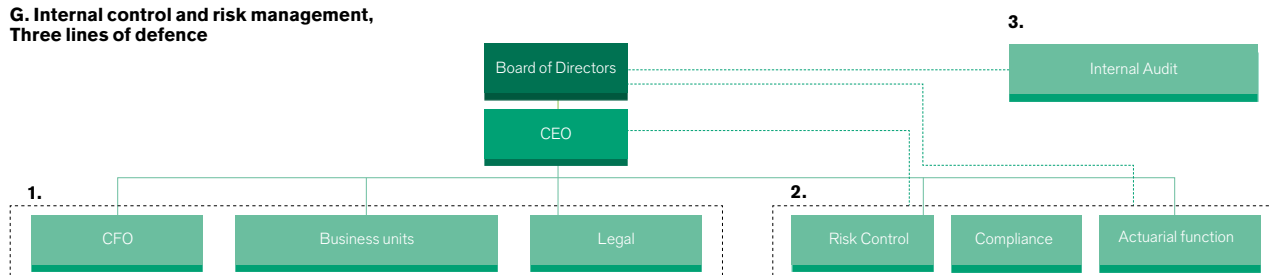 G. Internal control and risk management,
Three lines of defence
3.
Board of Directors
Internal Audit
CEO
1.
2.
CFO
Business units
Legal
Risk Control
Compliance
Actuarial function